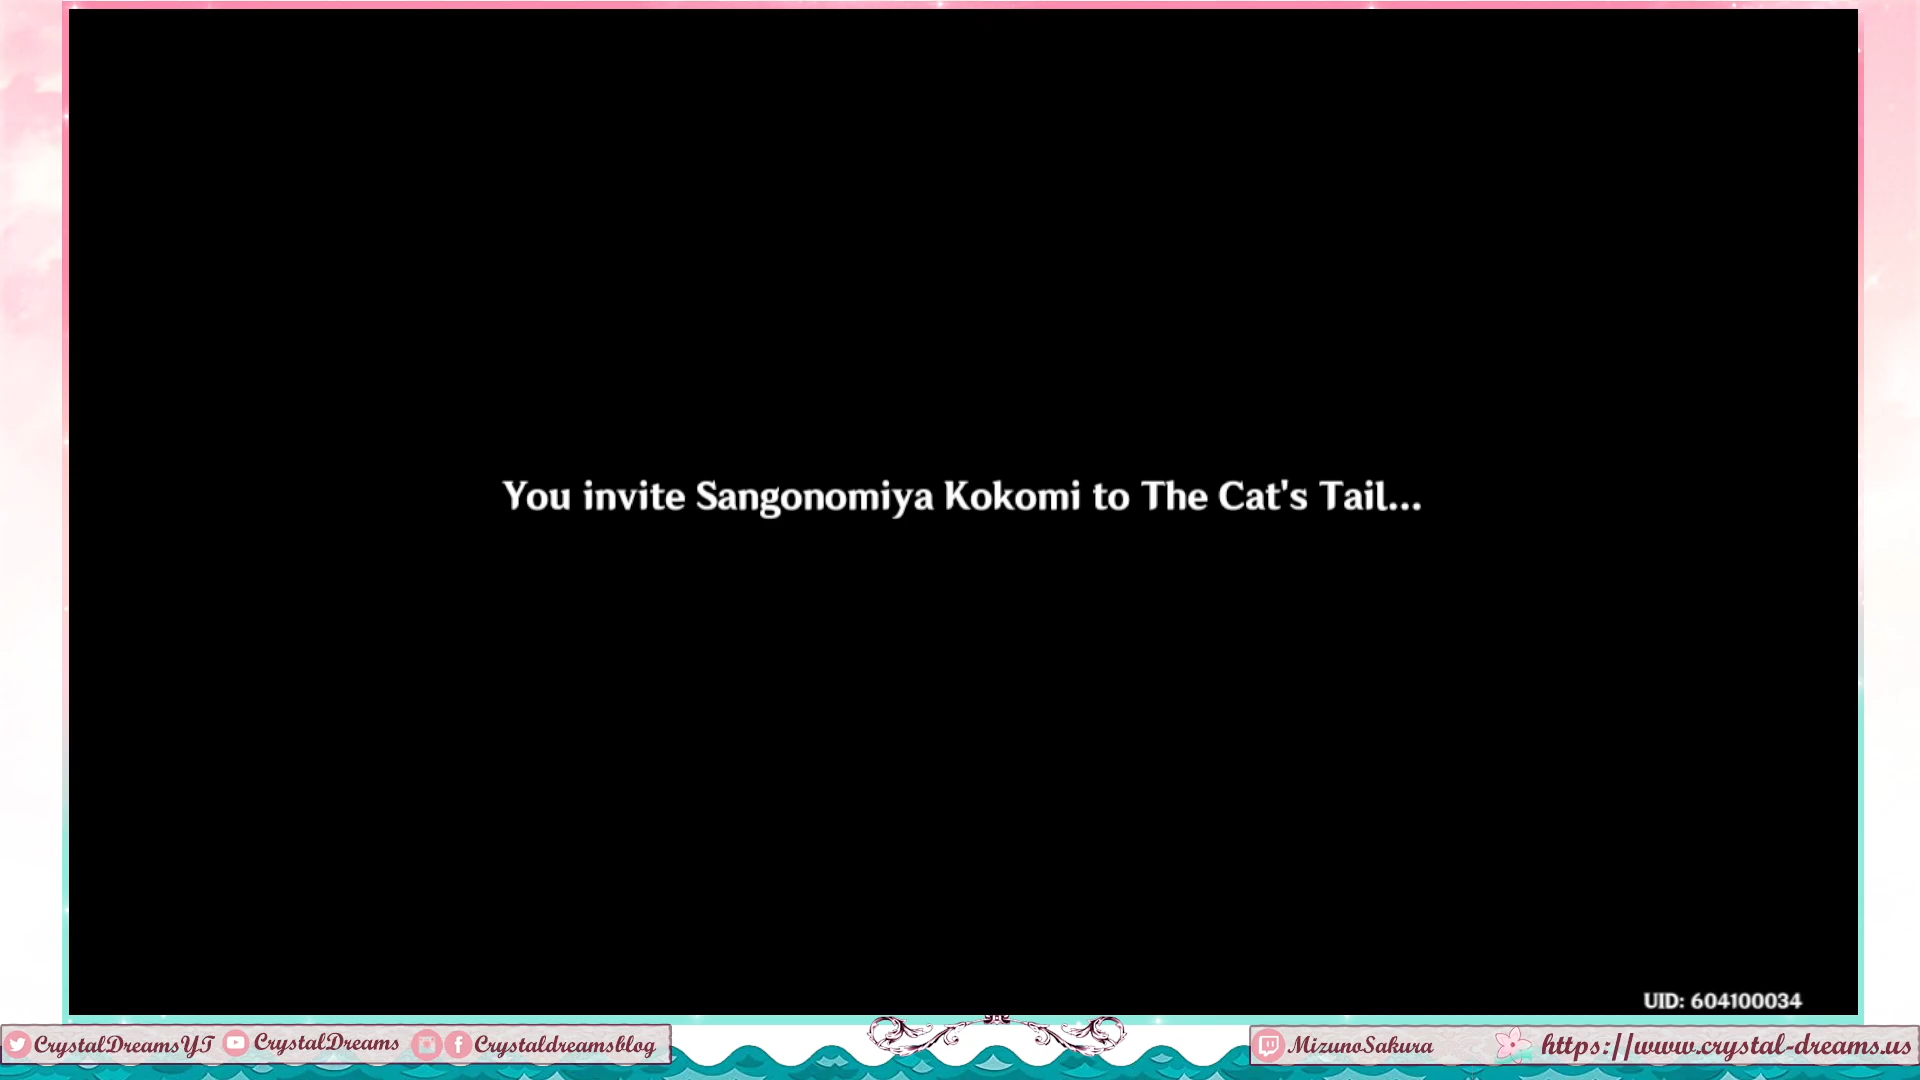 You invite Sangonomiya Kokomi to The Cat's Tail...
UID: 604100034
CrystalDreamsYT CrystalDreams Crystaldreamsblog MizunoSakura https://www.crystal-dreams.us